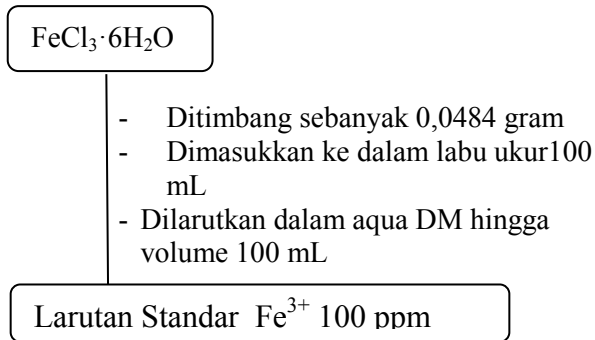 FeCl₃·6H₂O
- Ditimbang sebanyak 0,0484 gram
- Dimasukkan ke dalam labu ukur100
mL
- Dilarutkan dalam aqua DM hingga
volume 100 mL
Larutan Standar Fe³⁺ 100 ppm